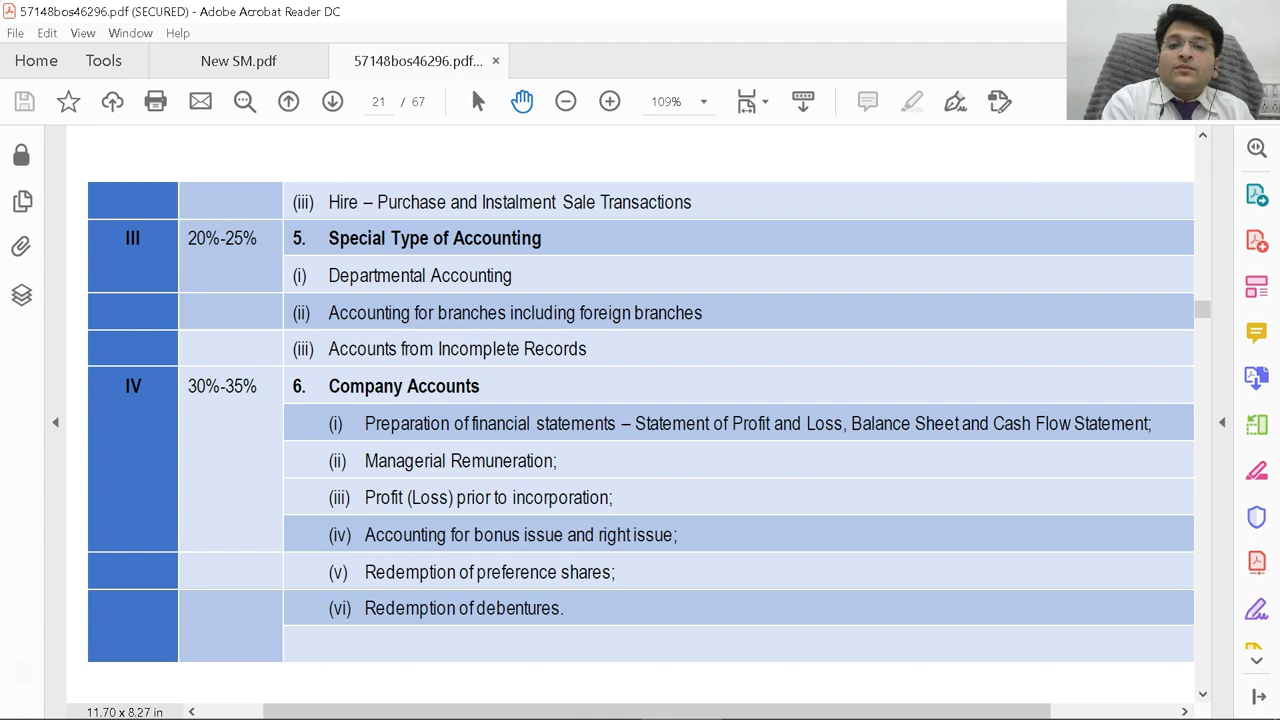 57148bos46296.pdf (SECURED) - Adobe Acrobat Reader DC
File Edit View Window Help
Home Tools New SM.pdf 57148bos46296.pdf... ×
21 / 67 109%
(iii) Hire – Purchase and Instalment Sale Transactions
III 20%-25% 5. Special Type of Accounting
(i) Departmental Accounting
(ii) Accounting for branches including foreign branches
(iii) Accounts from Incomplete Records
IV 30%-35% 6. Company Accounts
(i) Preparation of financial statements – Statement of Profit and Loss, Balance Sheet and Cash Flow Statement;
(ii) Managerial Remuneration;
(iii) Profit (Loss) prior to incorporation;
(iv) Accounting for bonus issue and right issue;
(v) Redemption of preference shares;
(vi) Redemption of debentures.
11.70 x 8.27 in